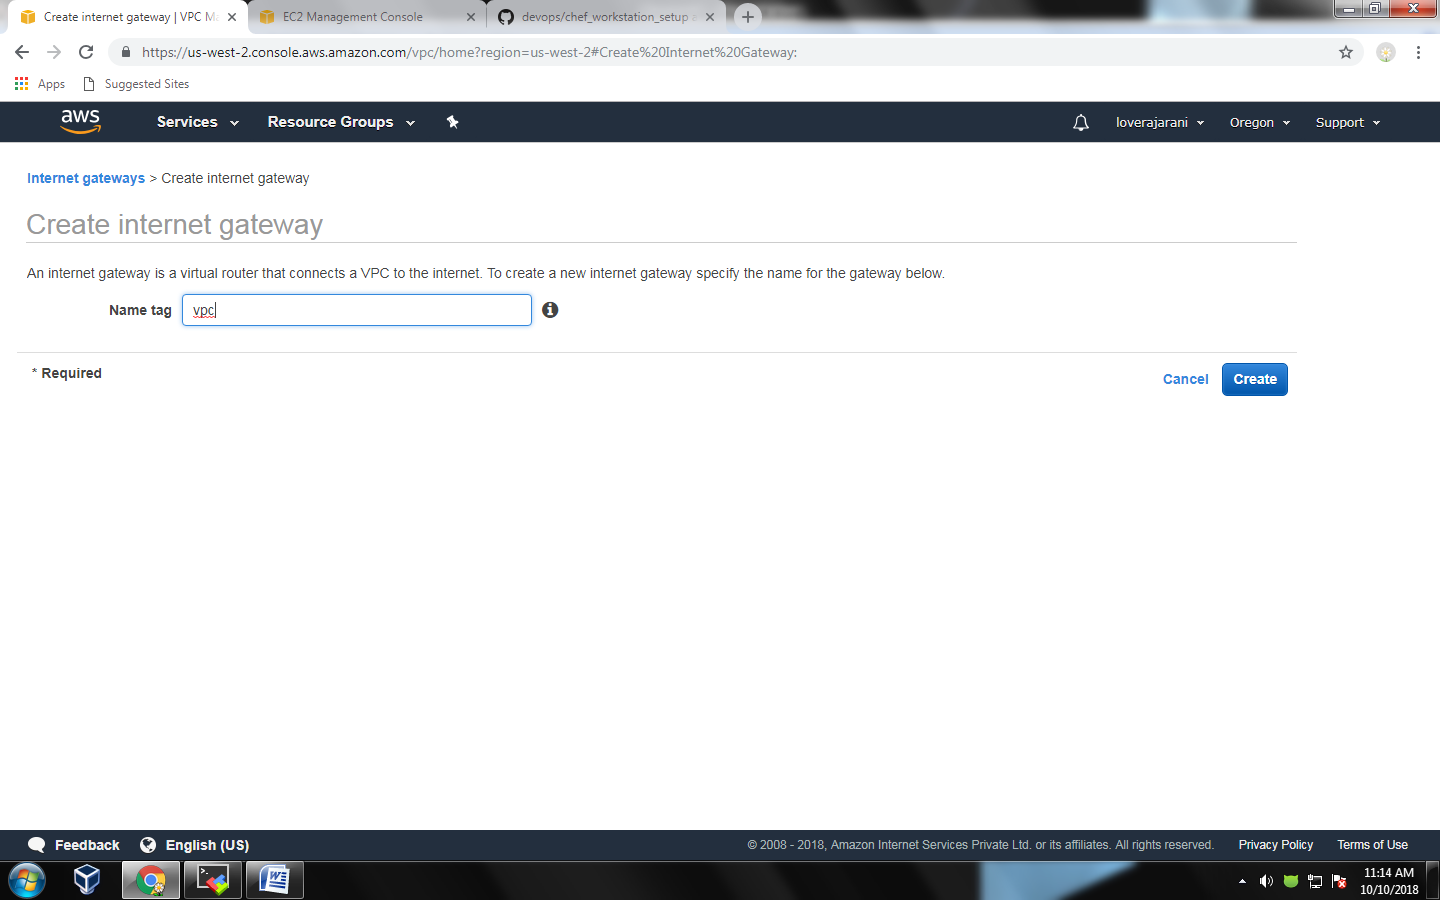 Create internet gateway | VPC Ma
EC2 Management Console
devops/chef_workstation_setup a
https://us-west-2.console.aws.amazon.com/vpc/home?region=us-west-2#Create%20Internet%20Gateway:
Apps
Suggested Sites
aws
Services
Resource Groups
loverajarani
Oregon
Support
Internet gateways > Create internet gateway
Create internet gateway
An internet gateway is a virtual router that connects a VPC to the internet. To create a new internet gateway specify the name for the gateway below.
Name tag
vpc
* Required
Cancel
Create
Feedback
English (US)
© 2008 - 2018, Amazon Internet Services Private Ltd. or its affiliates. All rights reserved.
Privacy Policy
Terms of Use
11:14 AM
10/10/2018